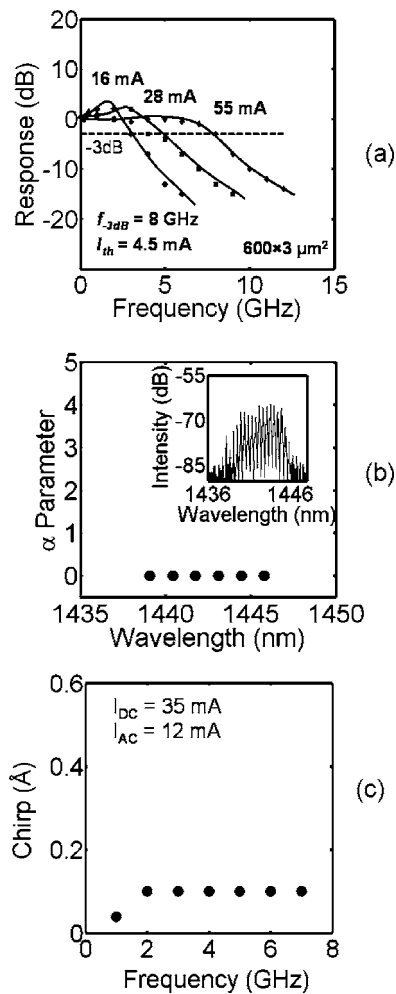 20
10
0
-10
-20
Response (dB)
16 mA
28 mA
55 mA
-3dB
f-3dB = 8 GHz
Ith = 4.5 mA
600×3 µm²
0 5 10 15
Frequency (GHz)
(a)
5
4
3
2
1
0
α Parameter
-55
-70
-85
Intensity (dB)
1436 1446
Wavelength (nm)
1435 1440 1445 1450
Wavelength (nm)
(b)
0.6
0.4
0.2
0
Chirp (Å)
IDC = 35 mA
IAC = 12 mA
0 2 4 6 8
Frequency (GHz)
(c)